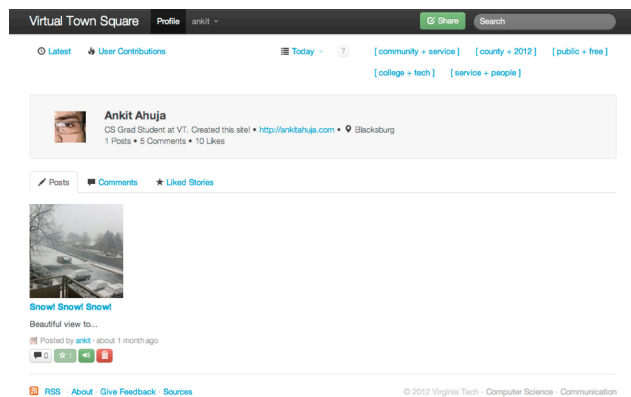 Virtual Town Square Profile ankit Share Search
Latest User Contributions Today ? [ community + service ] [ county + 2012 ] [ public + free ]
[ college + tech ] [ service + people ]
Ankit Ahuja
CS Grad Student at VT. Created this site! • http://ankitahuja.com • Blacksburg
1 Posts • 5 Comments • 10 Likes
Posts Comments Liked Stories
Snow! Snow! Snow!
Beautiful view to...
Posted by ankit · about 1 month ago
0 1
RSS · About · Give Feedback · Sources © 2012 Virginia Tech · Computer Science · Communication